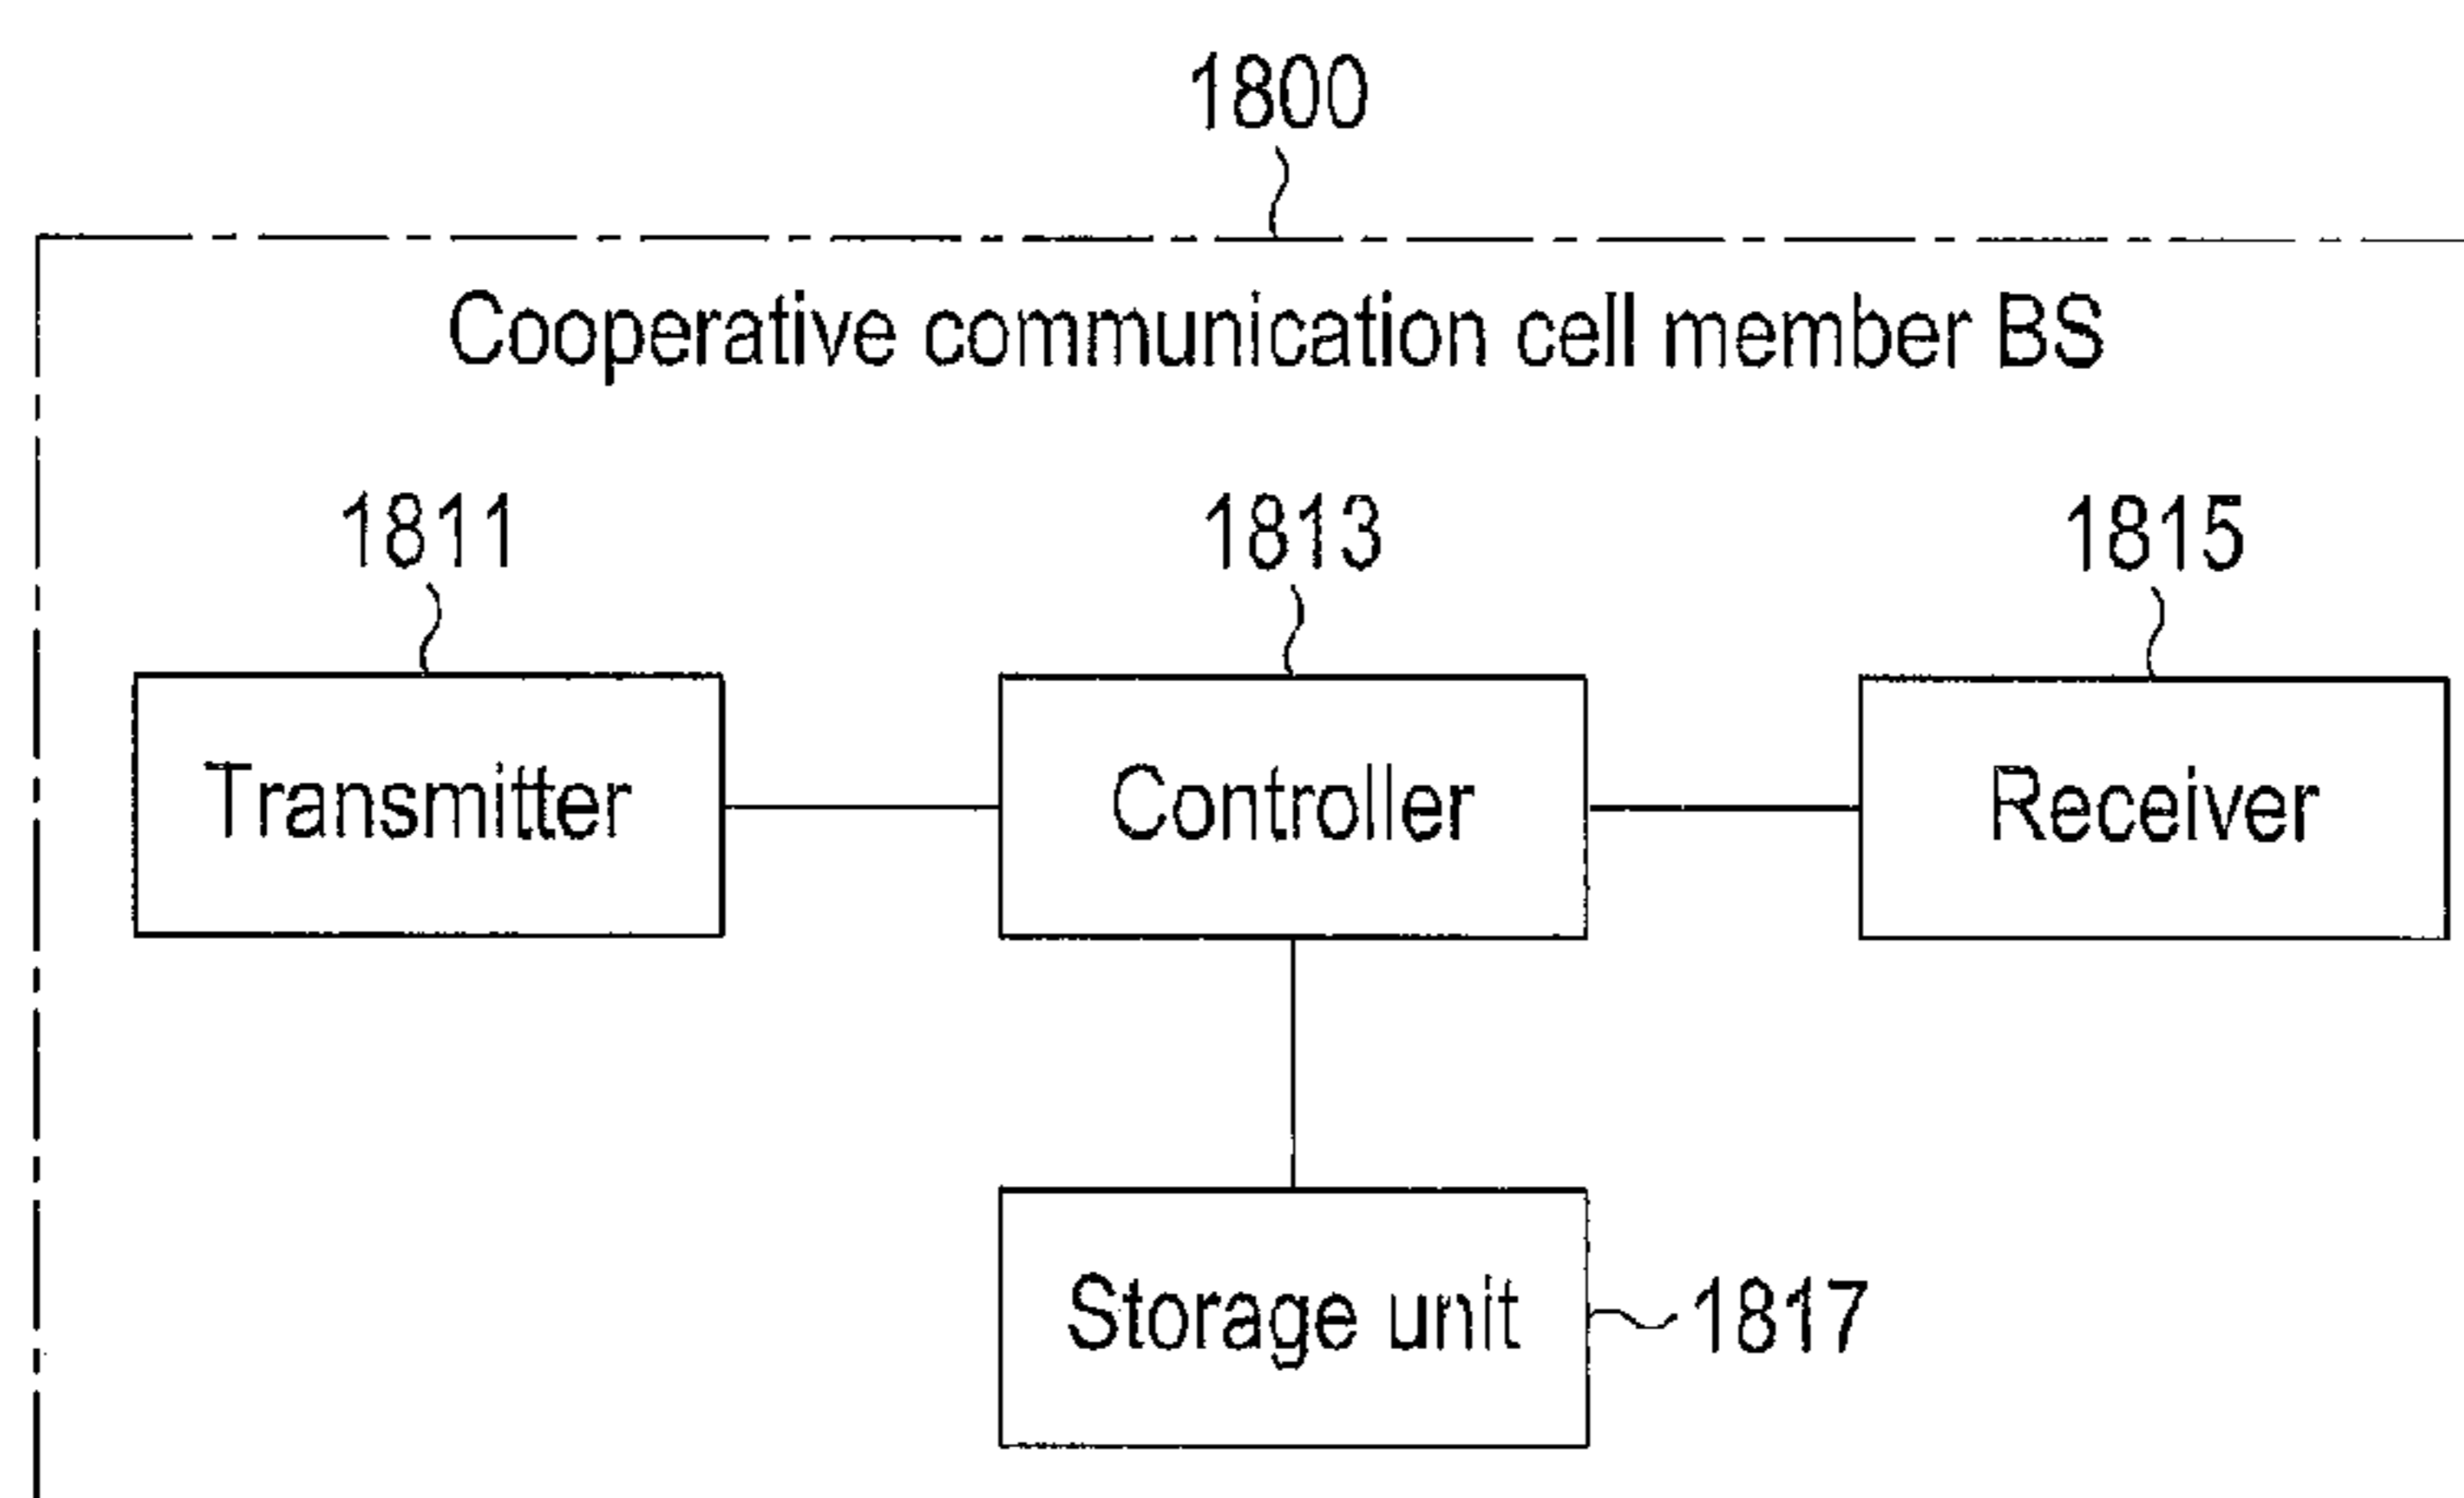 1800
Cooperative communication cell member BS
1811 1813 1815
Transmitter Controller Receiver
Storage unit 1817